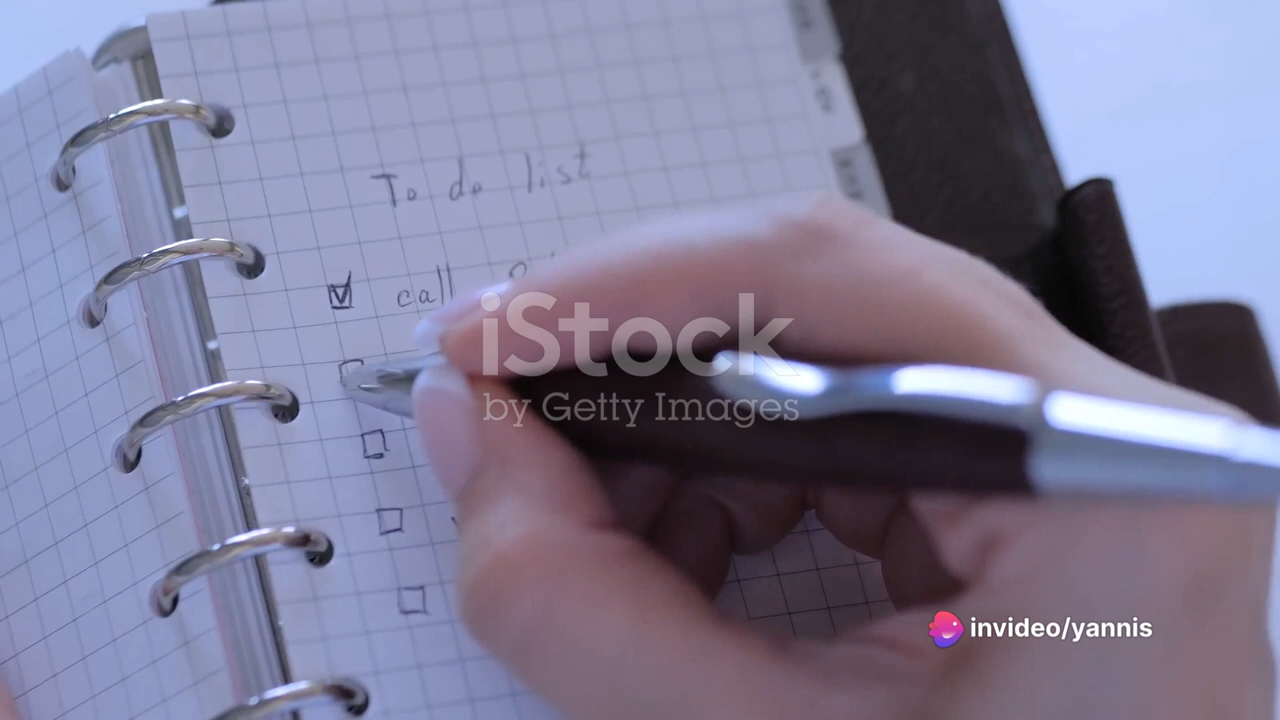 To do list
call
iStock
by Getty Images
invideo/yannis